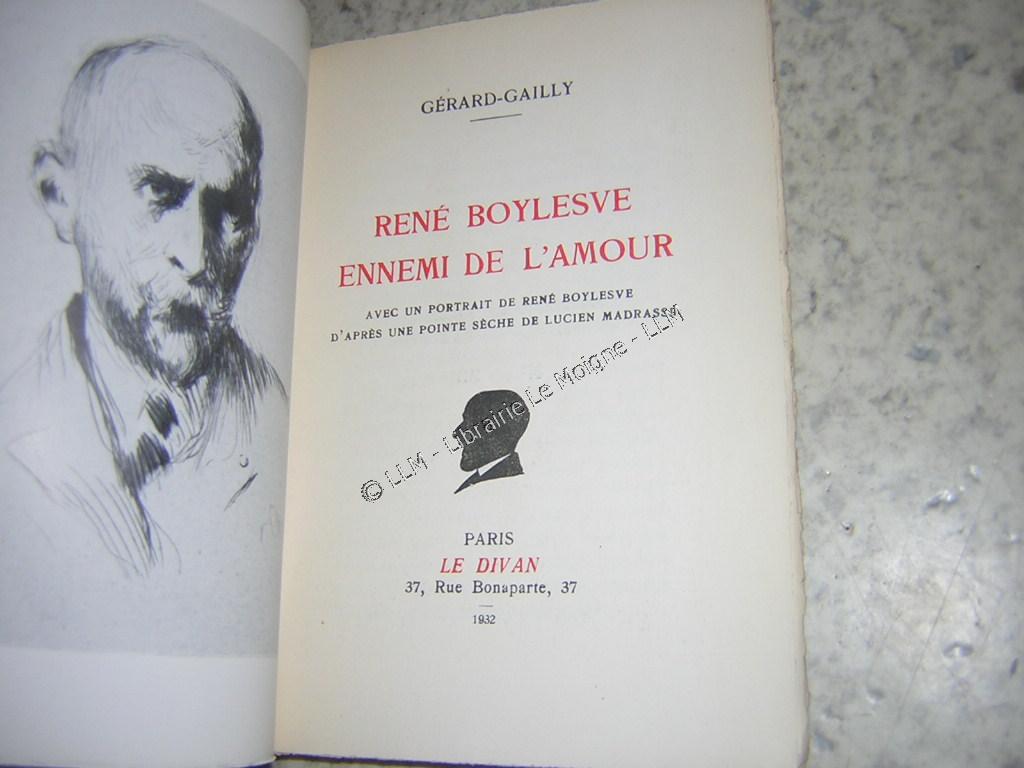 GÉRARD-GAILLY
RENÉ BOYLESVE
ENNEMI DE L'AMOUR
AVEC UN PORTRAIT DE RENÉ BOYLESVE
D'APRÈS UNE POINTE SÈCHE DE LUCIEN MADRASSY
© LLM - Librairie Le Moigne - LLM
PARIS
LE DIVAN
37, Rue Bonaparte, 37
1932